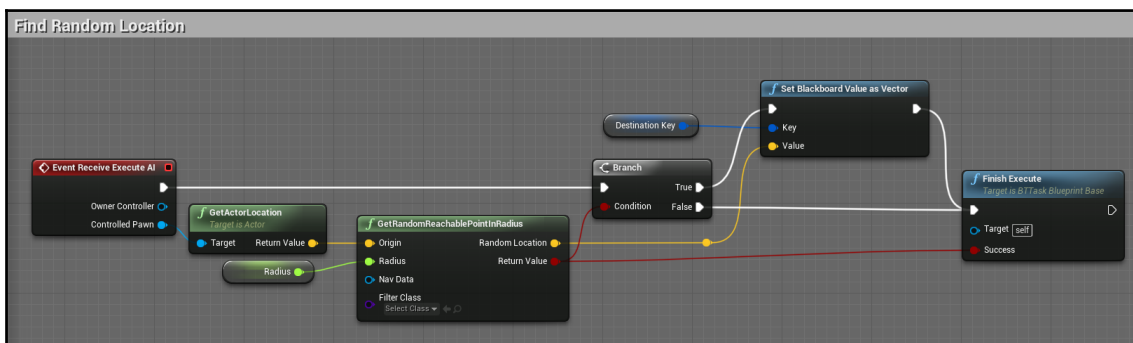 Find Random Location
Event Receive Execute AI
Owner Controller
Controlled Pawn
GetActorLocation
Target is Actor
Target
Return Value
Radius
GetRandomReachablePointInRadius
Origin
Random Location
Radius
Return Value
Nav Data
Filter Class
Select Class
Destination Key
Branch
True
Condition
False
Set Blackboard Value as Vector
Key
Value
Finish Execute
Target is BTTask Blueprint Base
Target self
Success